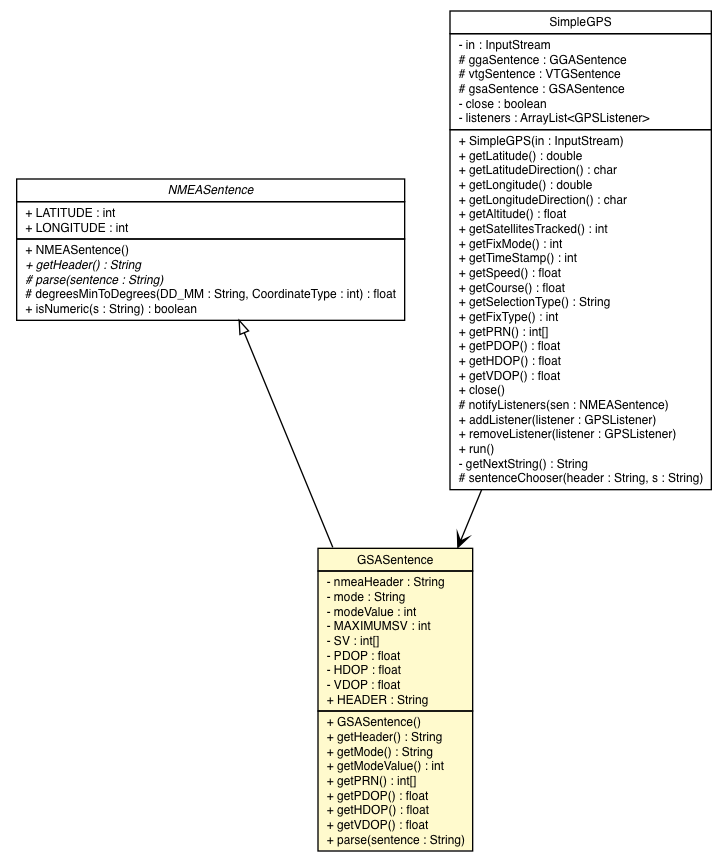 SimpleGPS
- in : InputStream
# ggaSentence : GGASentence
# vtgSentence : VTGSentence
# gsaSentence : GSASentence
- close : boolean
- listeners : ArrayList<GPSListener>
+ SimpleGPS(in : InputStream)
+ getLatitude() : double
+ getLatitudeDirection() : char
+ getLongitude() : double
+ getLongitudeDirection() : char
+ getAltitude() : float
+ getSatellitesTracked() : int
+ getFixMode() : int
+ getTimeStamp() : int
+ getSpeed() : float
+ getCourse() : float
+ getSelectionType() : String
+ getFixType() : int
+ getPRN() : int[]
+ getPDOP() : float
+ getHDOP() : float
+ getVDOP() : float
+ close()
# notifyListeners(sen : NMEASentence)
+ addListener(listener : GPSListener)
+ removeListener(listener : GPSListener)
+ run()
- getNextString() : String
# sentenceChooser(header : String, s : String)
NMEASentence
+ LATITUDE : int
+ LONGITUDE : int
+ NMEASentence()
+ getHeader() : String
# parse(sentence : String)
# degreesMinToDegrees(DD_MM : String, CoordinateType : int) : float
+ isNumeric(s : String) : boolean
GSASentence
- nmeaHeader : String
- mode : String
- modeValue : int
- MAXIMUMSV : int
- SV : int[]
- PDOP : float
- HDOP : float
- VDOP : float
+ HEADER : String
+ GSASentence()
+ getHeader() : String
+ getMode() : String
+ getModeValue() : int
+ getPRN() : int[]
+ getPDOP() : float
+ getHDOP() : float
+ getVDOP() : float
+ parse(sentence : String)